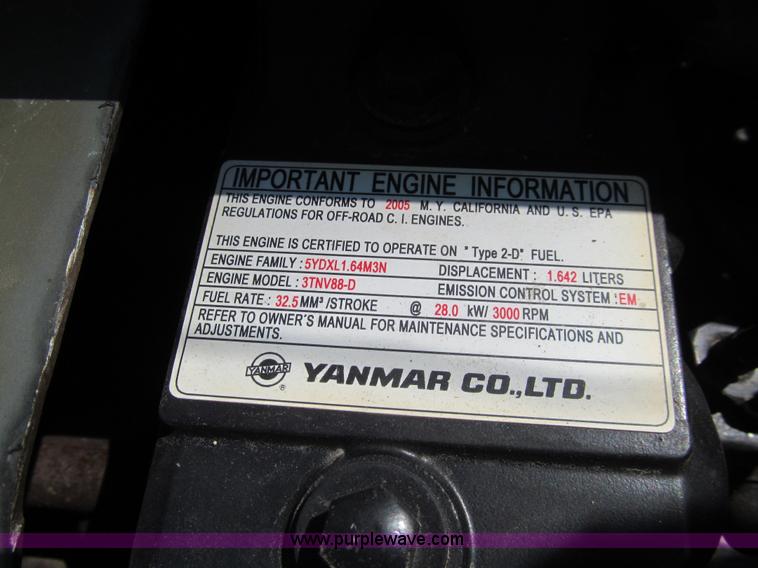 IMPORTANT ENGINE INFORMATION
THIS ENGINE CONFORMS TO 2005 M.Y. CALIFORNIA AND U.S. EPA
REGULATIONS FOR OFF-ROAD C.I. ENGINES.
THIS ENGINE IS CERTIFIED TO OPERATE ON "Type 2-D" FUEL.
ENGINE FAMILY : 5YDXL1.64M3N DISPLACEMENT : 1.642 LITERS
ENGINE MODEL : 3TNV88-D EMISSION CONTROL SYSTEM : EM
FUEL RATE : 32.5 MM³/STROKE @ 28.0 kW/ 3000 RPM
REFER TO OWNER'S MANUAL FOR MAINTENANCE SPECIFICATIONS AND
ADJUSTMENTS.
YANMAR ® YANMAR CO.,LTD.
www.purplewave.com